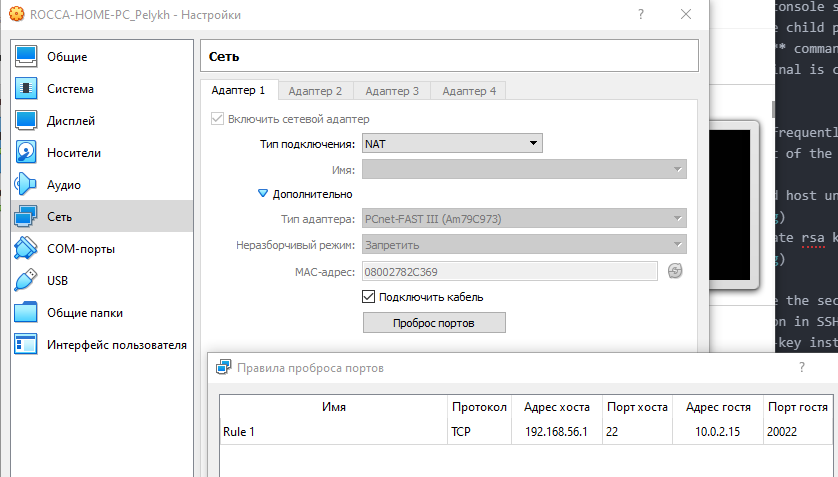 ROCCA-HOME-PC_Pelykh - Настройки
?
Общие
Система
Дисплей
Носители
Аудио
Сеть
COM-порты
USB
Общие папки
Интерфейс пользователя
Сеть
Адаптер 1 Адаптер 2 Адаптер 3 Адаптер 4
Включить сетевой адаптер
Тип подключения: NAT
Имя:
Дополнительно
Тип адаптера: PCnet-FAST III (Am79C973)
Неразборчивый режим: Запретить
MAC-адрес: 08002782C369
Подключить кабель
Проброс портов
Правила проброса портов
?
Имя Протокол Адрес хоста Порт хоста Адрес гостя Порт гостя
Rule 1 TCP 192.168.56.1 22 10.0.2.15 20022
console s
e child p
** comman
inal is c
frequentl
t of the
d host un
g)
ate rsa k
g)
e the sec
on in SSH
-key inst